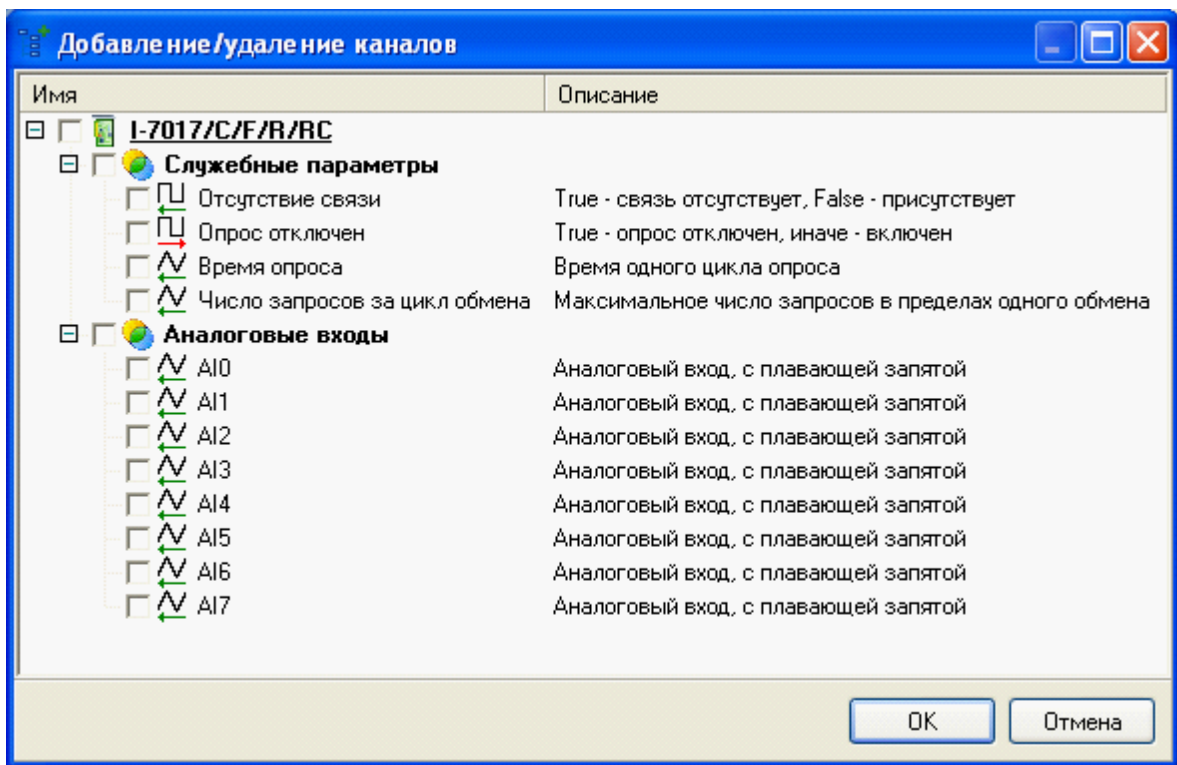 Добавление/удаление каналов
Имя Описание
I-7017/C/F/R/RC
Служебные параметры
Отсутствие связи True - связь отсутствует, False - присутствует
Опрос отключен True - опрос отключен, иначе - включен
Время опроса Время одного цикла опроса
Число запросов за цикл обмена Максимальное число запросов в пределах одного обмена
Аналоговые входы
AI0 Аналоговый вход, с плавающей запятой
AI1 Аналоговый вход, с плавающей запятой
AI2 Аналоговый вход, с плавающей запятой
AI3 Аналоговый вход, с плавающей запятой
AI4 Аналоговый вход, с плавающей запятой
AI5 Аналоговый вход, с плавающей запятой
AI6 Аналоговый вход, с плавающей запятой
AI7 Аналоговый вход, с плавающей запятой
OK Отмена